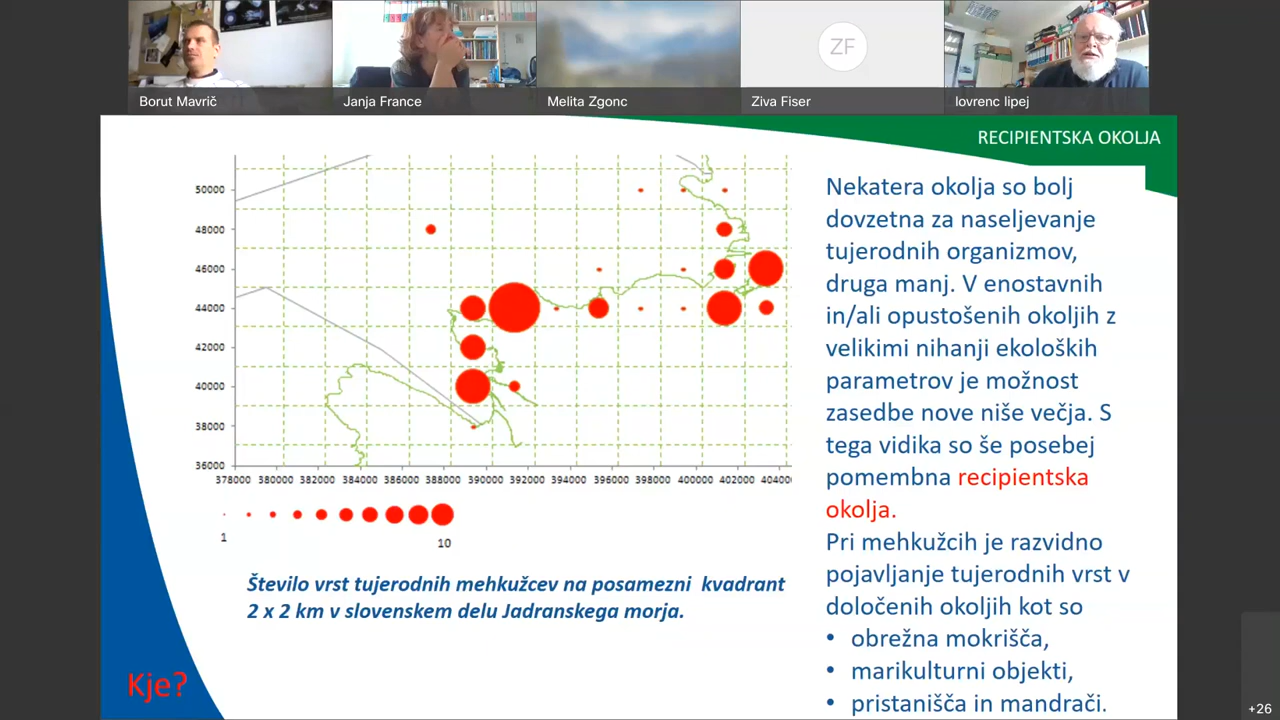 ZF
Borut Mavrič
Janja France
Melita Zgonc
Ziva Fiser
lovrenc lipej
RECIPIENTSKA OKOLJA
50000
48000
46000
44000
42000
40000
38000
36000
378000 380000 382000 384000 386000 388000 390000 392000 394000 396000 398000 400000 402000 404000
1
10
Število vrst tujerodnih mehkužcev na posamezni kvadrant
2 x 2 km v slovenskem delu Jadranskega morja.
Kje?
Nekatera okolja so bolj
dovzetna za naseljevanje
tujerodnih organizmov,
druga manj. V enostavnih
in/ali opustošenih okoljih z
velikimi nihanji ekoloških
parametrov je možnost
zasedbe nove niše večja. S
tega vidika so še posebej
pomembna recipientska
okolja.
Pri mehkužcih je razvidno
pojavljanje tujerodnih vrst v
določenih okoljih kot so
• obrežna mokrišča,
• marikulturni objekti,
• pristanišča in mandrači.
+26